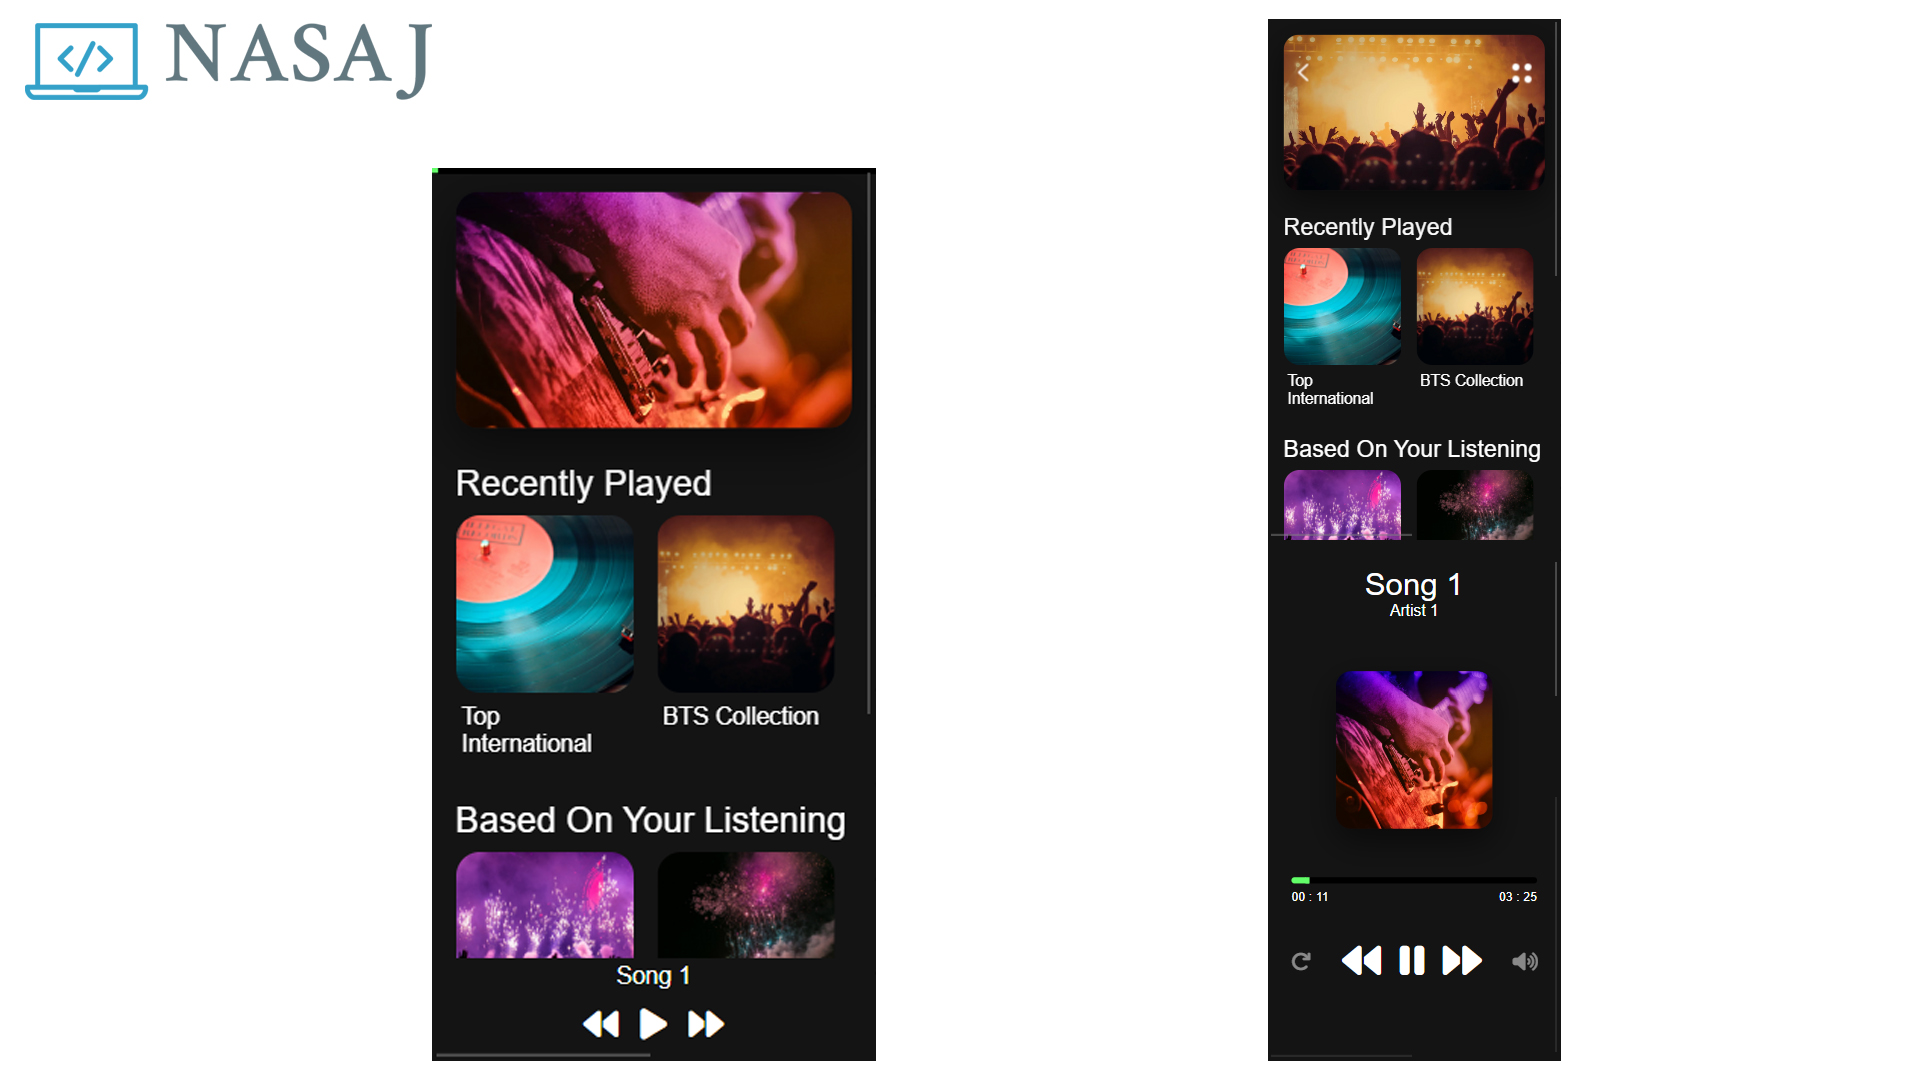 </> NASAJ
Recently Played
Top
International
BTS Collection
Based On Your Listening
Song 1
Recently Played
Top
International
BTS Collection
Based On Your Listening
Song 1
Artist 1
00 : 11
03 : 25